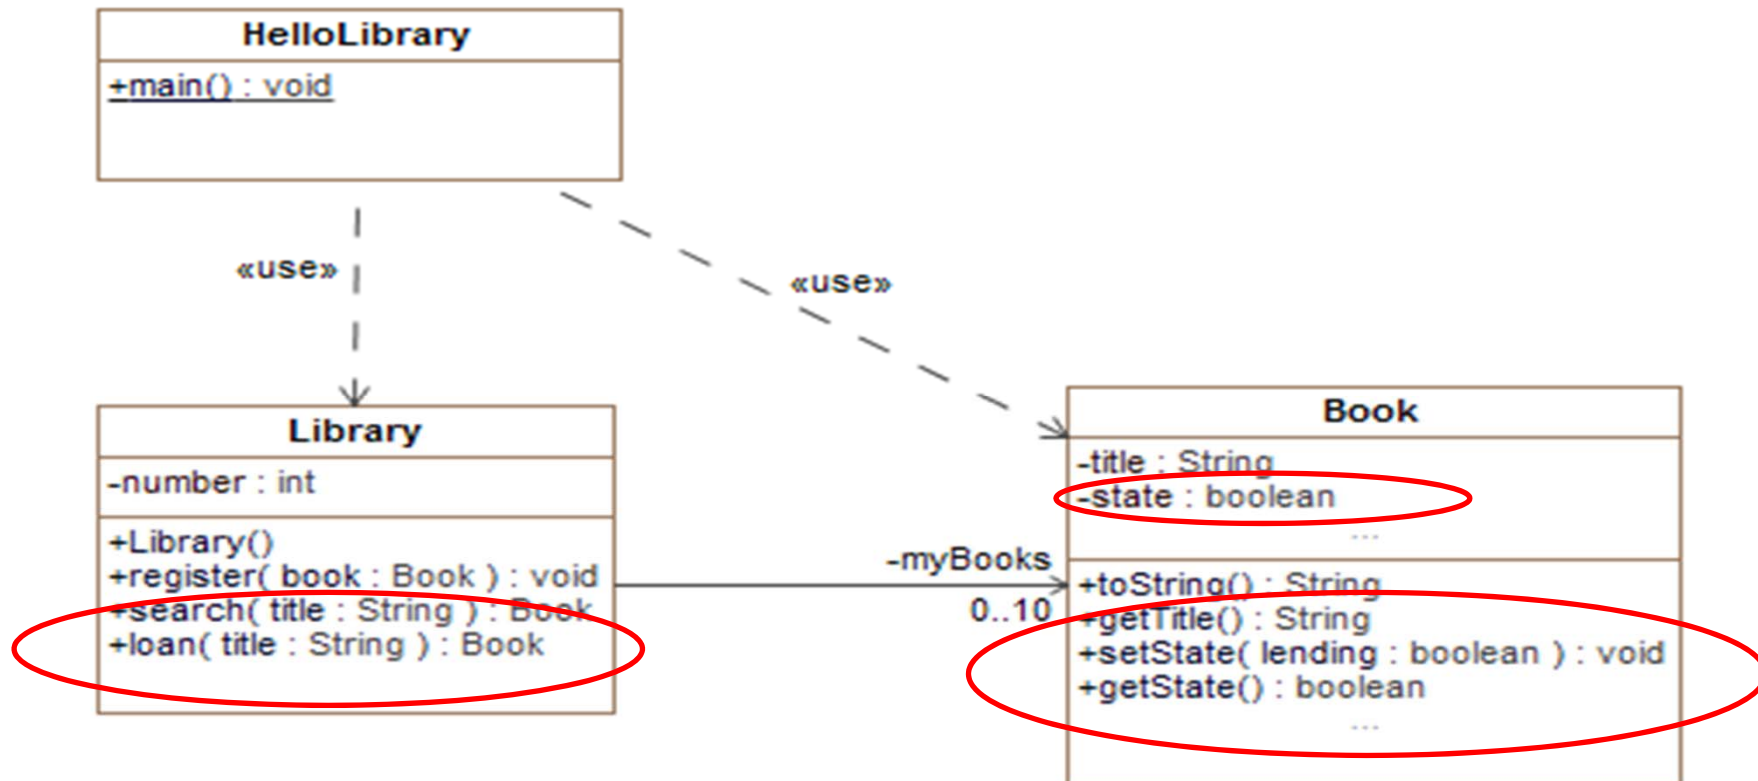 HelloLibrary
+main() : void
«use»
«use»
Library
-number : int
+Library()
+register( book : Book ) : void
+search( title : String ) : Book
+loan( title : String ) : Book
-myBooks
0..10
Book
-title : String
-state : boolean
...
+toString() : String
+getTitle() : String
+setState( lending : boolean ) : void
+getState() : boolean
...